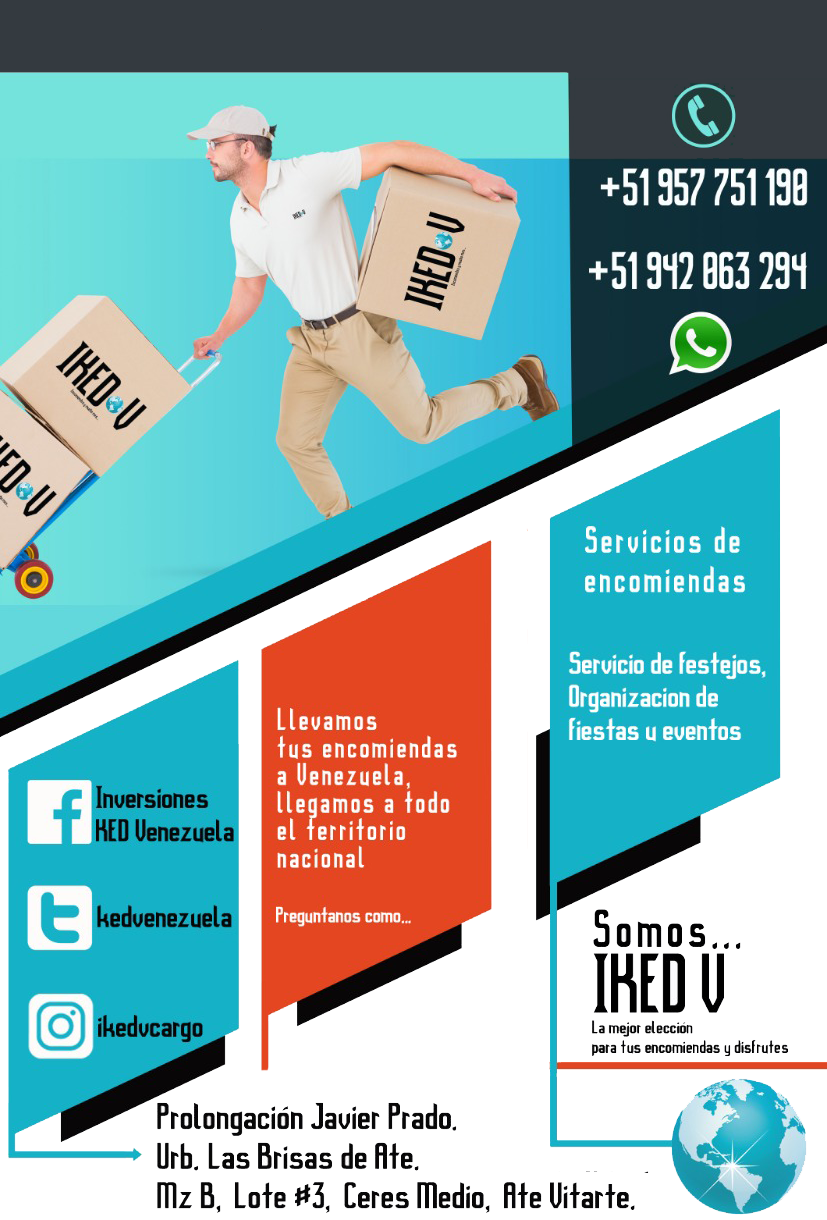 +51 957 751 190
+51 942 063 294
IKED V
IKED V
IKED V
KED V
Servicios de
encomiendas
Servicio de festejos,
Organizacion de
fiestas y eventos
Llevamos
tus encomiendas
a Venezuela,
llegamos a todo
el territorio
nacional
Preguntanos como...
Inversiones
KED Venezuela
kedvenezuela
ikedvcargo
Somos...
IKED V
La mejor elección
para tus encomiendas y disfrutes
Prolongación Javier Prado.
Urb. Las Brisas de Ate.
Mz B, Lote #3, Ceres Medio, Ate Vitarte.